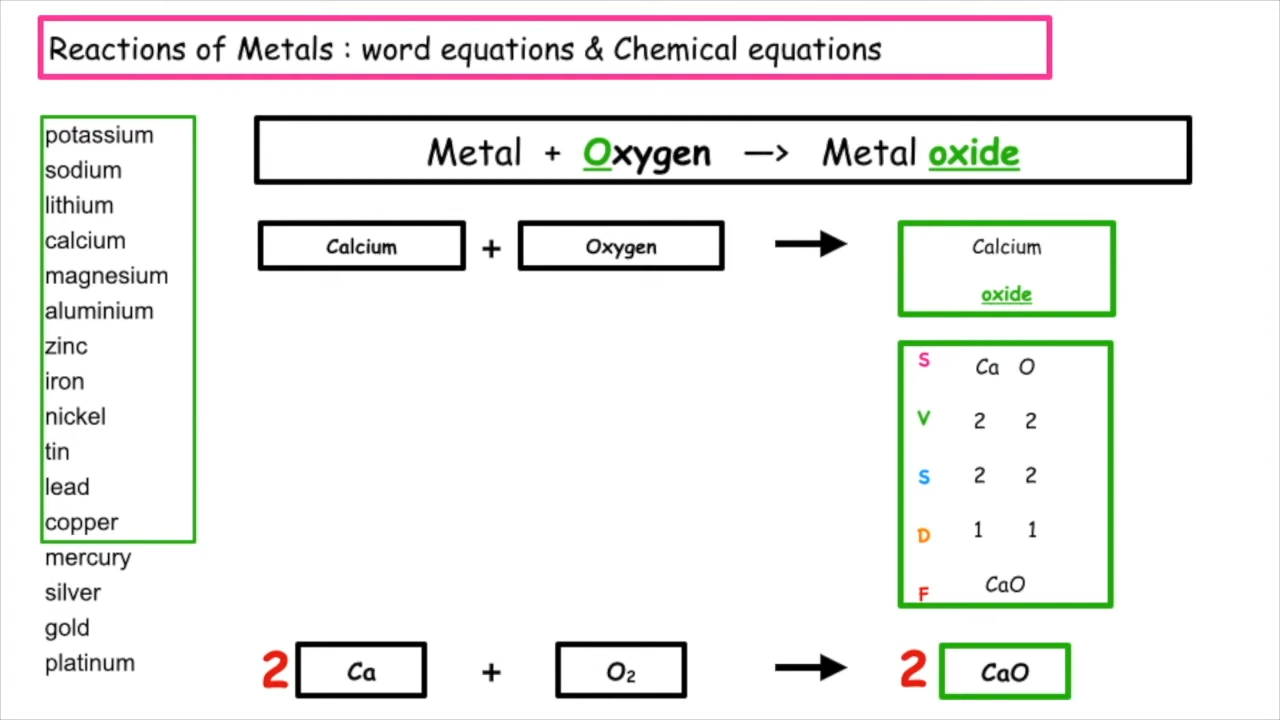 Reactions of Metals : word equations & Chemical equations
potassium
sodium
lithium
calcium
magnesium
aluminium
zinc
iron
nickel
tin
lead
copper
mercury
silver
gold
platinum
Metal + Oxygen —> Metal oxide
Calcium + Oxygen
Calcium
oxide
S Ca O
V 2 2
S 2 2
D 1 1
F CaO
2 Ca + O₂ 2 CaO